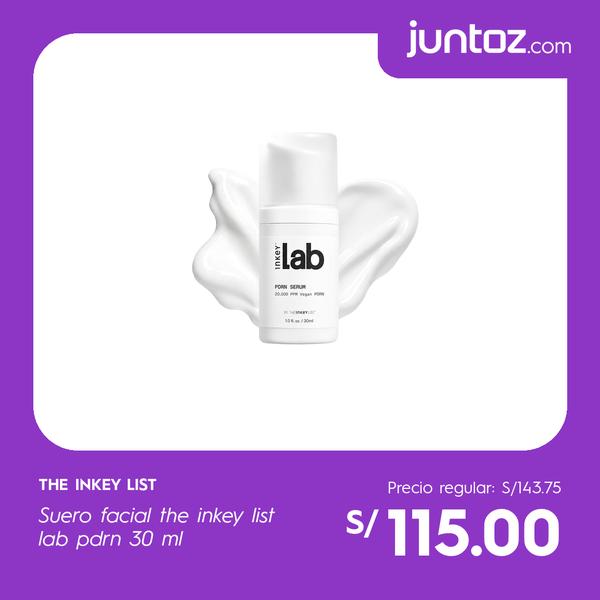 juntoz.com
inkey Lab
PDRN SERUM
20,000 PPM Vegan PDRN
BY THE INKEY LIST
1.0 fl. oz. / 30ml
THE INKEY LIST
Suero facial the inkey list
lab pdrn 30 ml
Precio regular: S/143.75
S/ 115.00